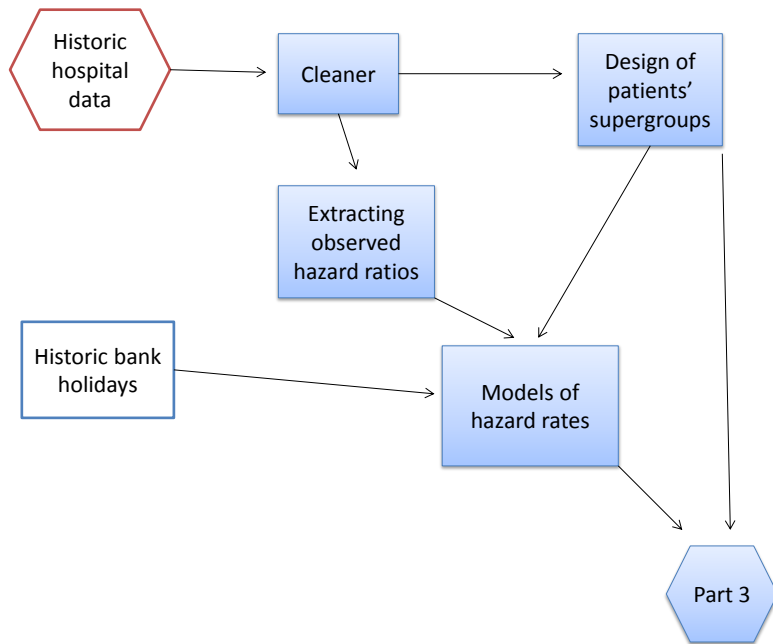 Historic
hospital
data
Cleaner
Design of
patients’
supergroups
Extracting
observed
hazard ratios
Historic bank
holidays
Models of
hazard rates
Part 3